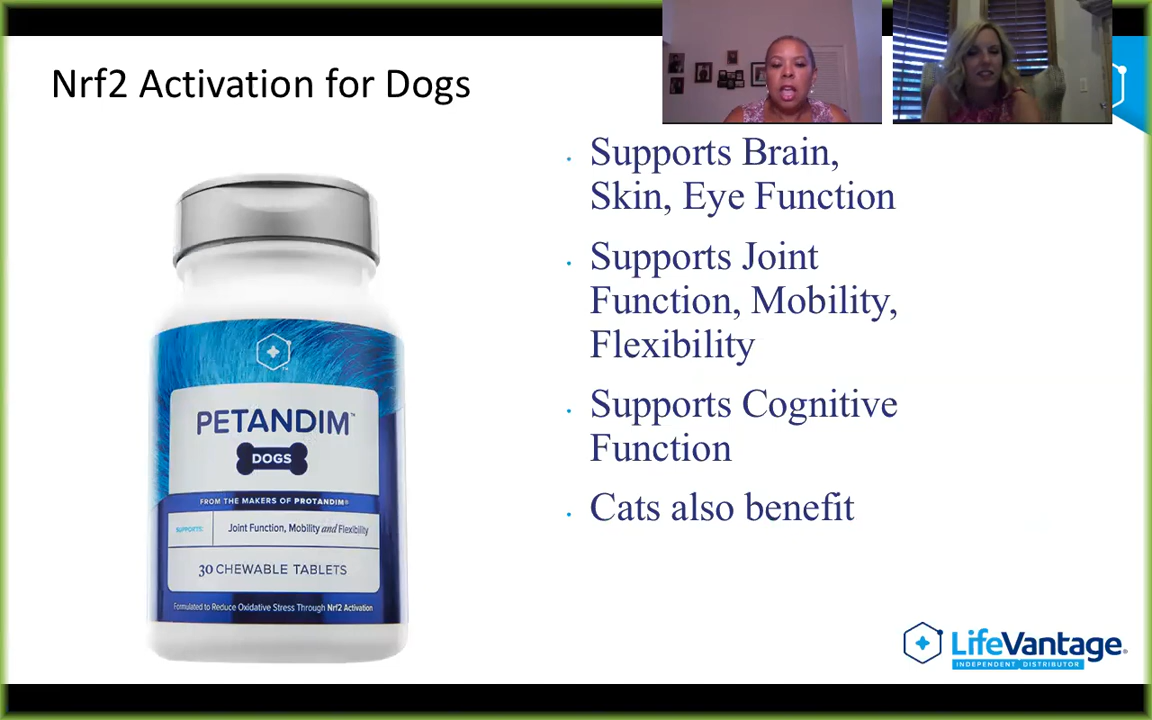 Nrf2 Activation for Dogs
PETANDIM™
DOGS
FROM THE MAKERS OF PROTANDIM®
SUPPORTS:
Joint Function, Mobility and Flexibility
30 CHEWABLE TABLETS
Formulated to Reduce Oxidative Stress Through Nrf2 Activation
· Supports Brain,
Skin, Eye Function
· Supports Joint
Function, Mobility,
Flexibility
· Supports Cognitive
Function
· Cats also benefit
LifeVantage®
INDEPENDENT DISTRIBUTOR